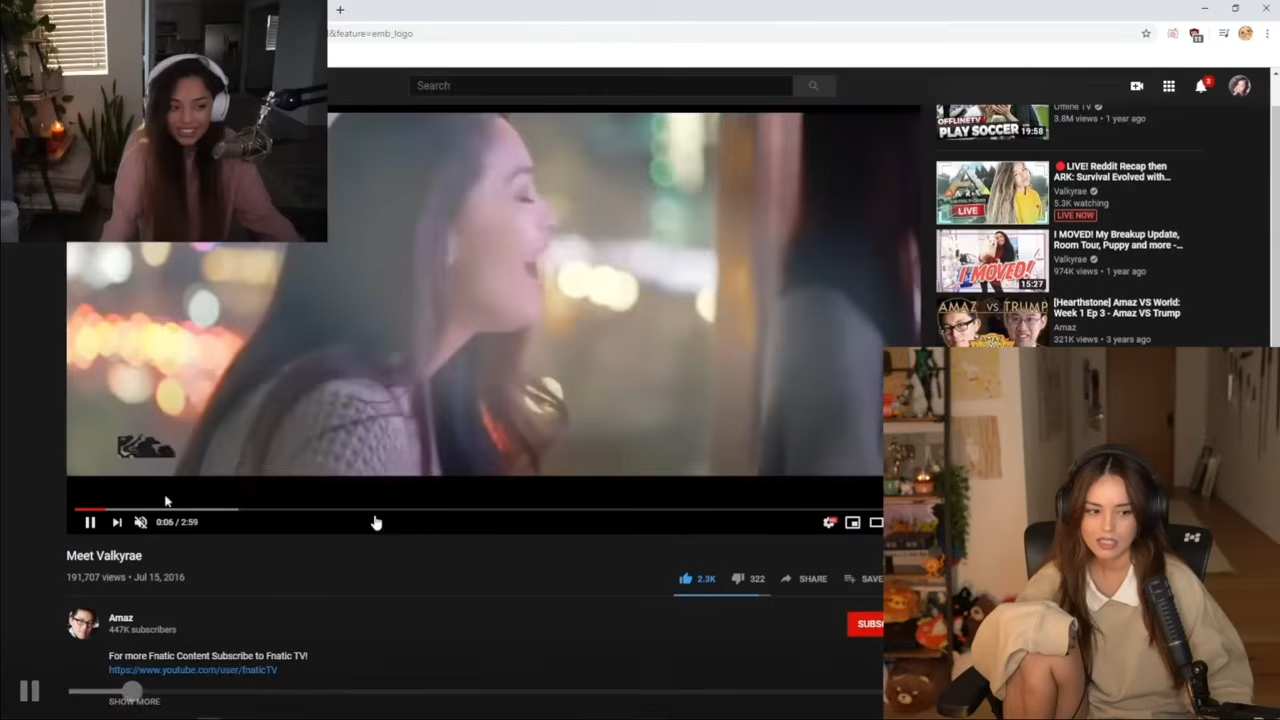 &feature=emb_logo
Search
3
Offline TV
3.8M views • 1 year ago
OFFLINETV
PLAY SOCCER
19:58
LIVE! Reddit Recap then
ARK: Survival Evolved with...
Valkyrae
5.3K watching
LIVE NOW
LIVE
I MOVED! My Breakup Update,
Room Tour, Puppy and more -...
Valkyrae
974K views • 1 year ago
I MOVED!
15:27
[Hearthstone] Amaz VS World:
Week 1 Ep 3 - Amaz VS Trump
Amaz
321K views • 3 years ago
AMAZ VS TRUMP
0:06 / 2:59
Meet Valkyrae
191,707 views • Jul 15, 2016
2.3K
322
SHARE
SAVE
Amaz
447K subscribers
SUBS
For more Fnatic Content Subscribe to Fnatic TV!
https://www.youtube.com/user/fnaticTV
SHOW MORE